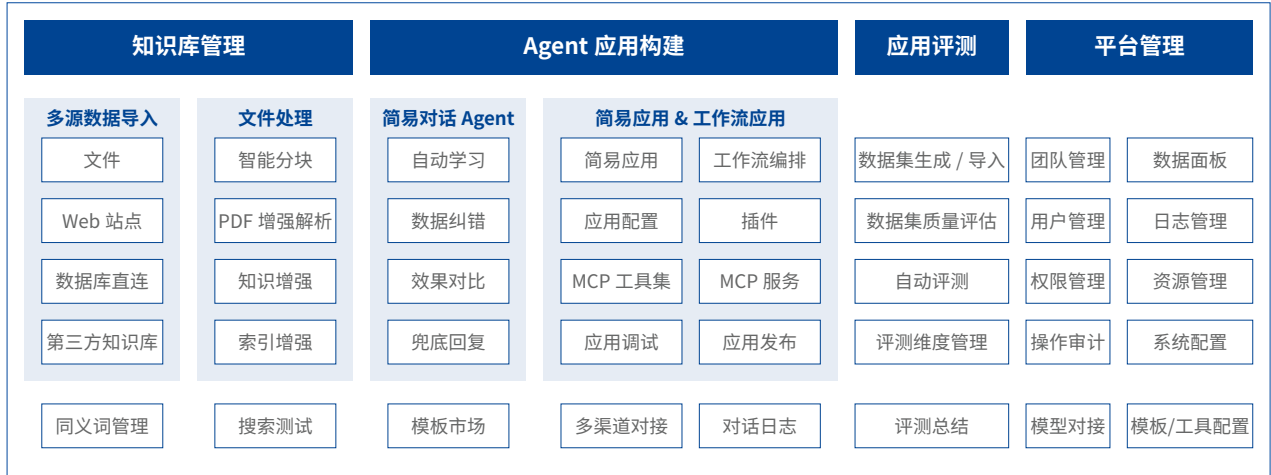 知识库管理
Agent 应用构建
应用评测
平台管理
多源数据导入
文件处理
简易对话 Agent
简易应用 & 工作流应用
文件
智能分块
自动学习
简易应用
工作流编排
数据集生成 / 导入
团队管理
数据面板
Web 站点
PDF 增强解析
数据纠错
应用配置
插件
数据集质量评估
用户管理
日志管理
数据库直连
知识增强
效果对比
MCP 工具集
MCP 服务
自动评测
权限管理
资源管理
第三方知识库
索引增强
兜底回复
应用调试
应用发布
评测维度管理
操作审计
系统配置
同义词管理
搜索测试
模板市场
多渠道对接
对话日志
评测总结
模型对接
模板/工具配置